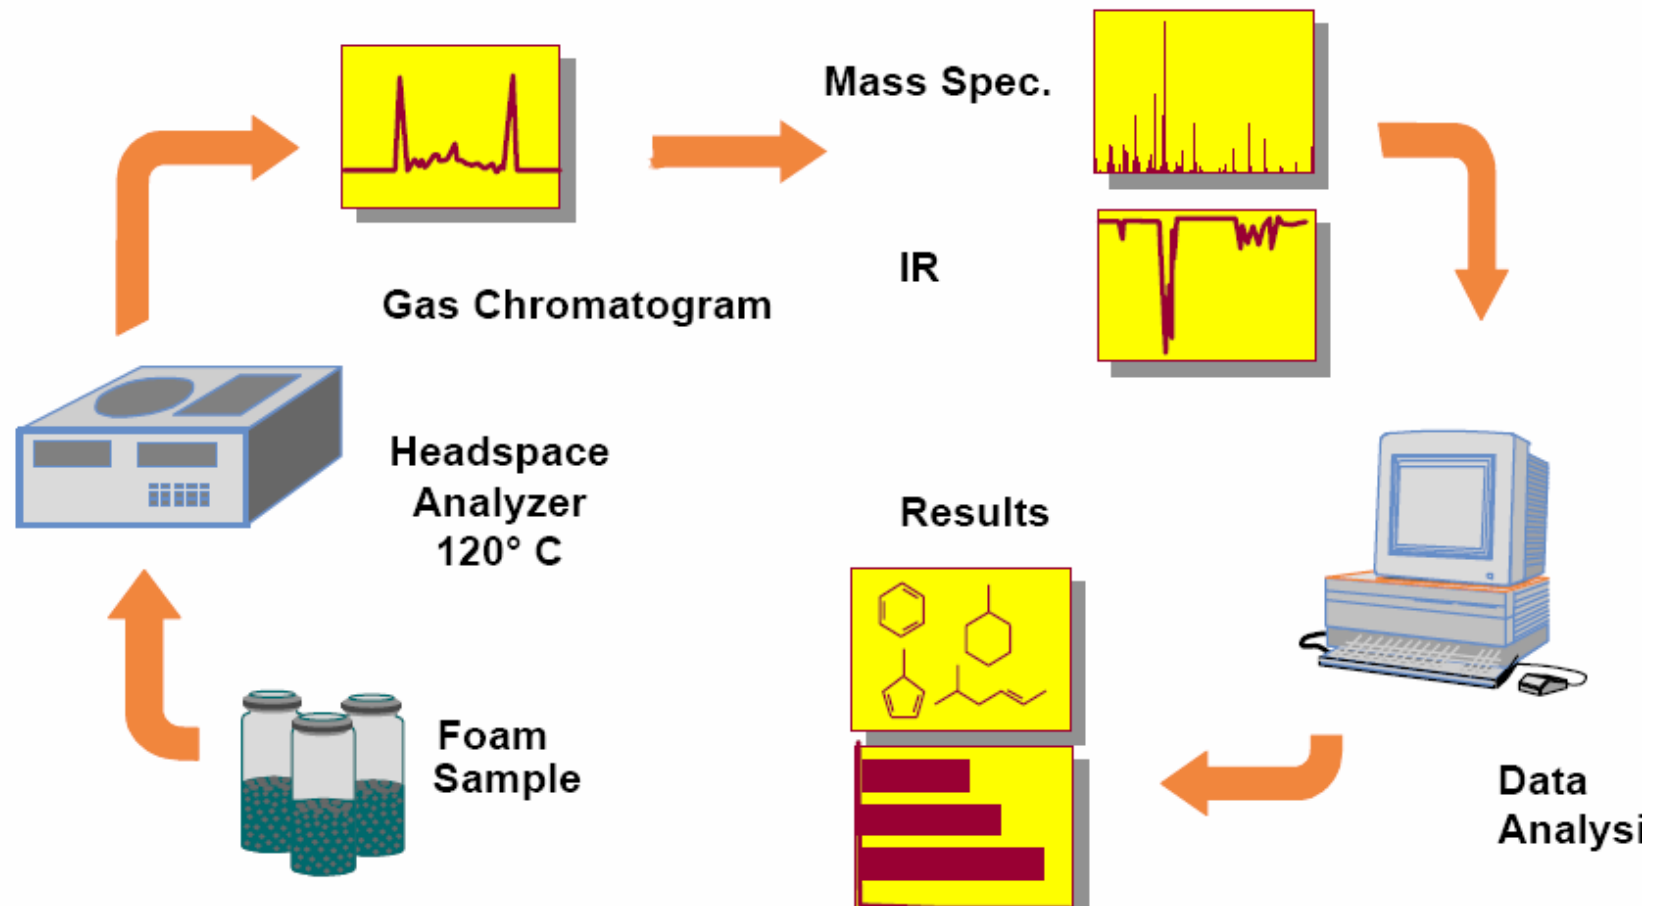 Mass Spec.
IR
Gas Chromatogram
Headspace
Analyzer
120° C
Results
Foam
Sample
Data
Analysi